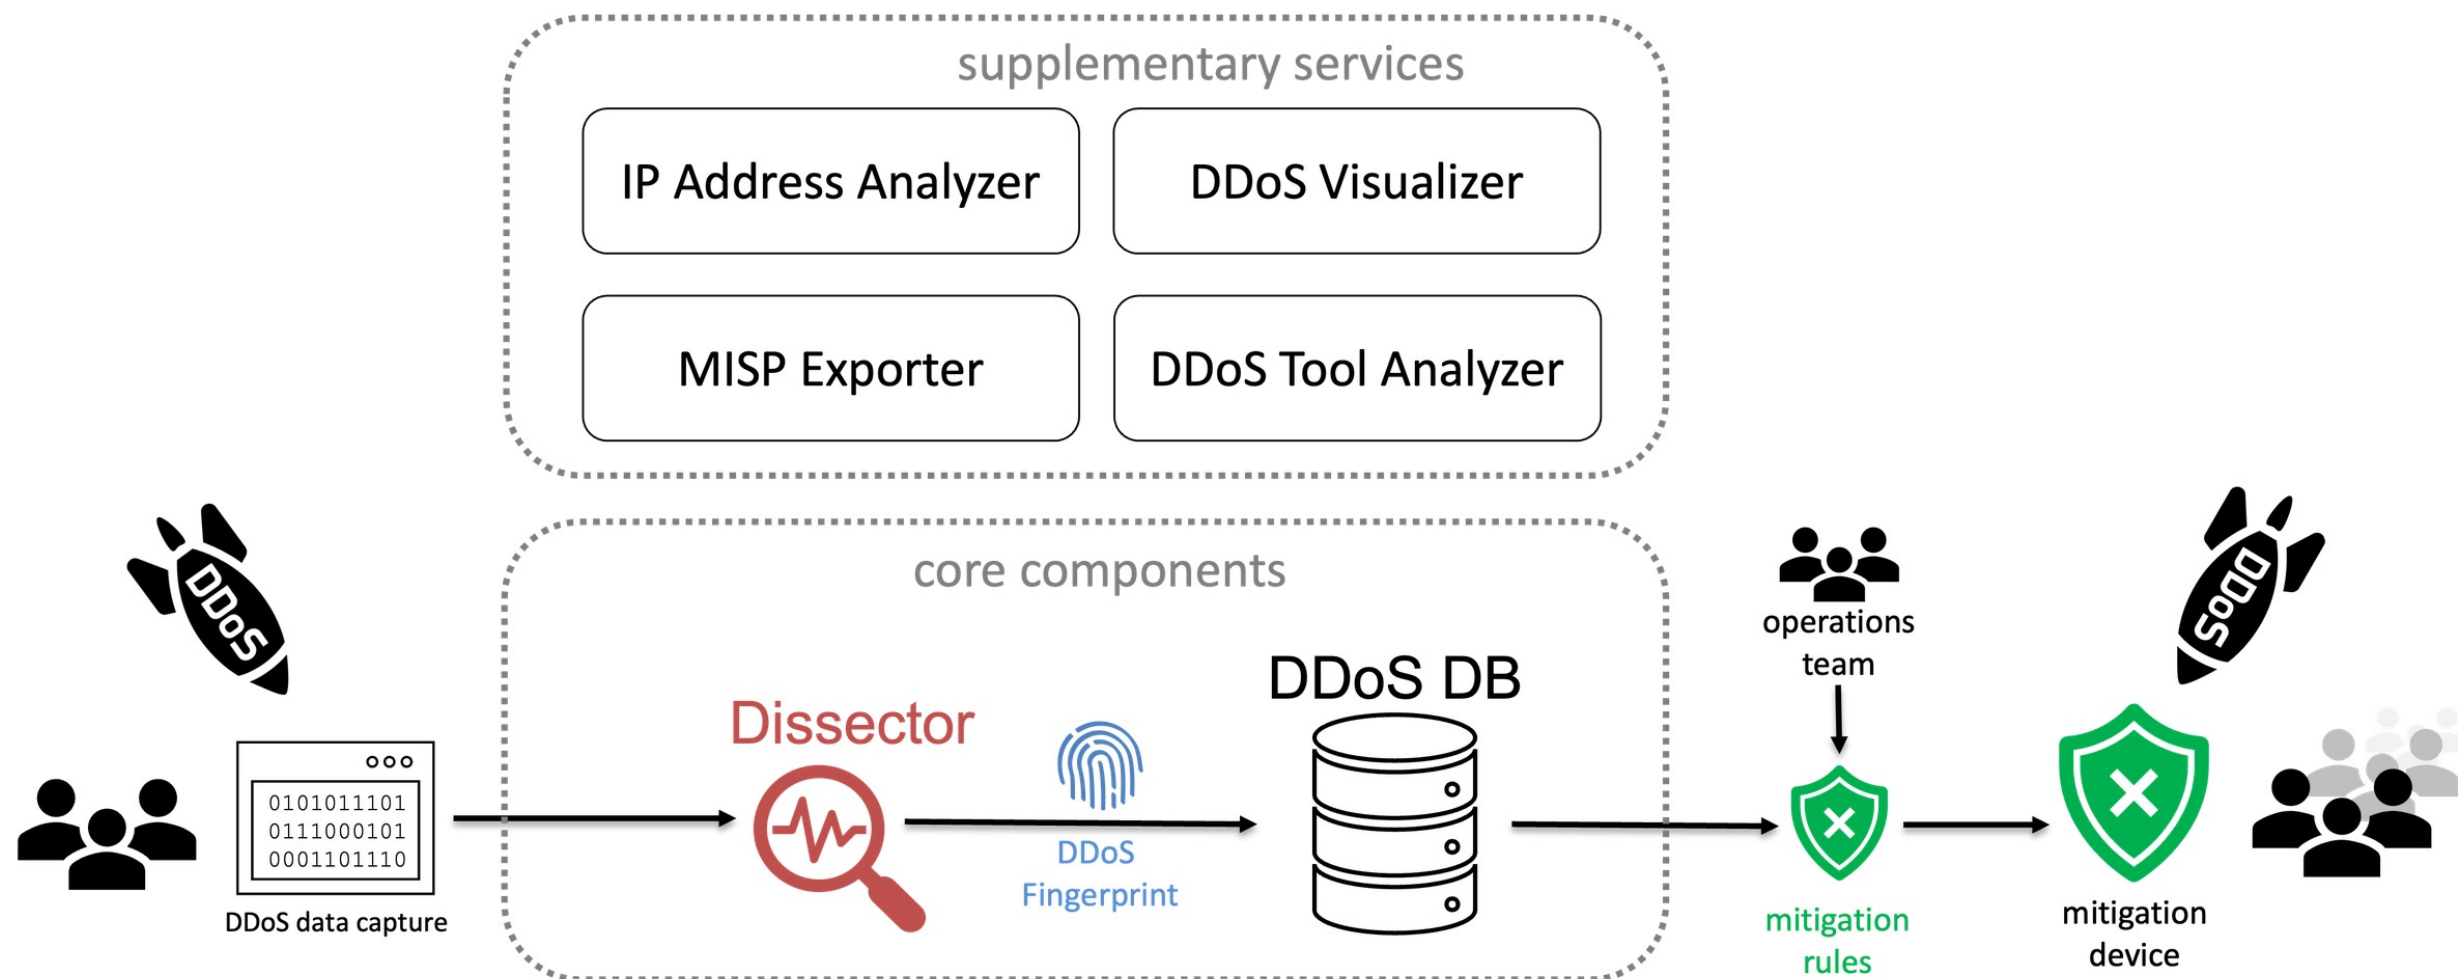 supplementary services
IP Address Analyzer
DDoS Visualizer
MISP Exporter
DDoS Tool Analyzer
DDoS
0101011101
0111000101
0001101110
DDoS data capture
core components
Dissector
DDoS
Fingerprint
DDoS DB
operations
team
mitigation
rules
DDoS
mitigation
device